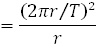 = (2πr/T)² / r